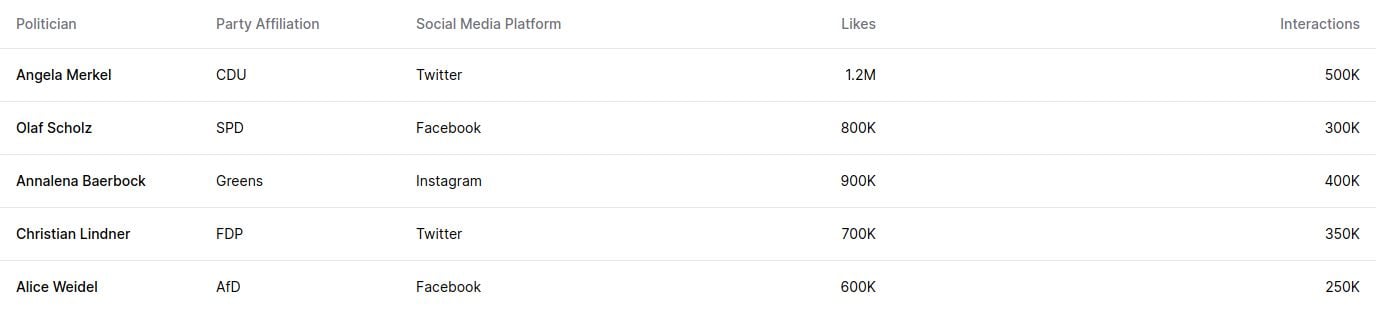 Politician Party Affiliation Social Media Platform Likes Interactions
Angela Merkel CDU Twitter 1.2M 500K
Olaf Scholz SPD Facebook 800K 300K
Annalena Baerbock Greens Instagram 900K 400K
Christian Lindner FDP Twitter 700K 350K
Alice Weidel AfD Facebook 600K 250K